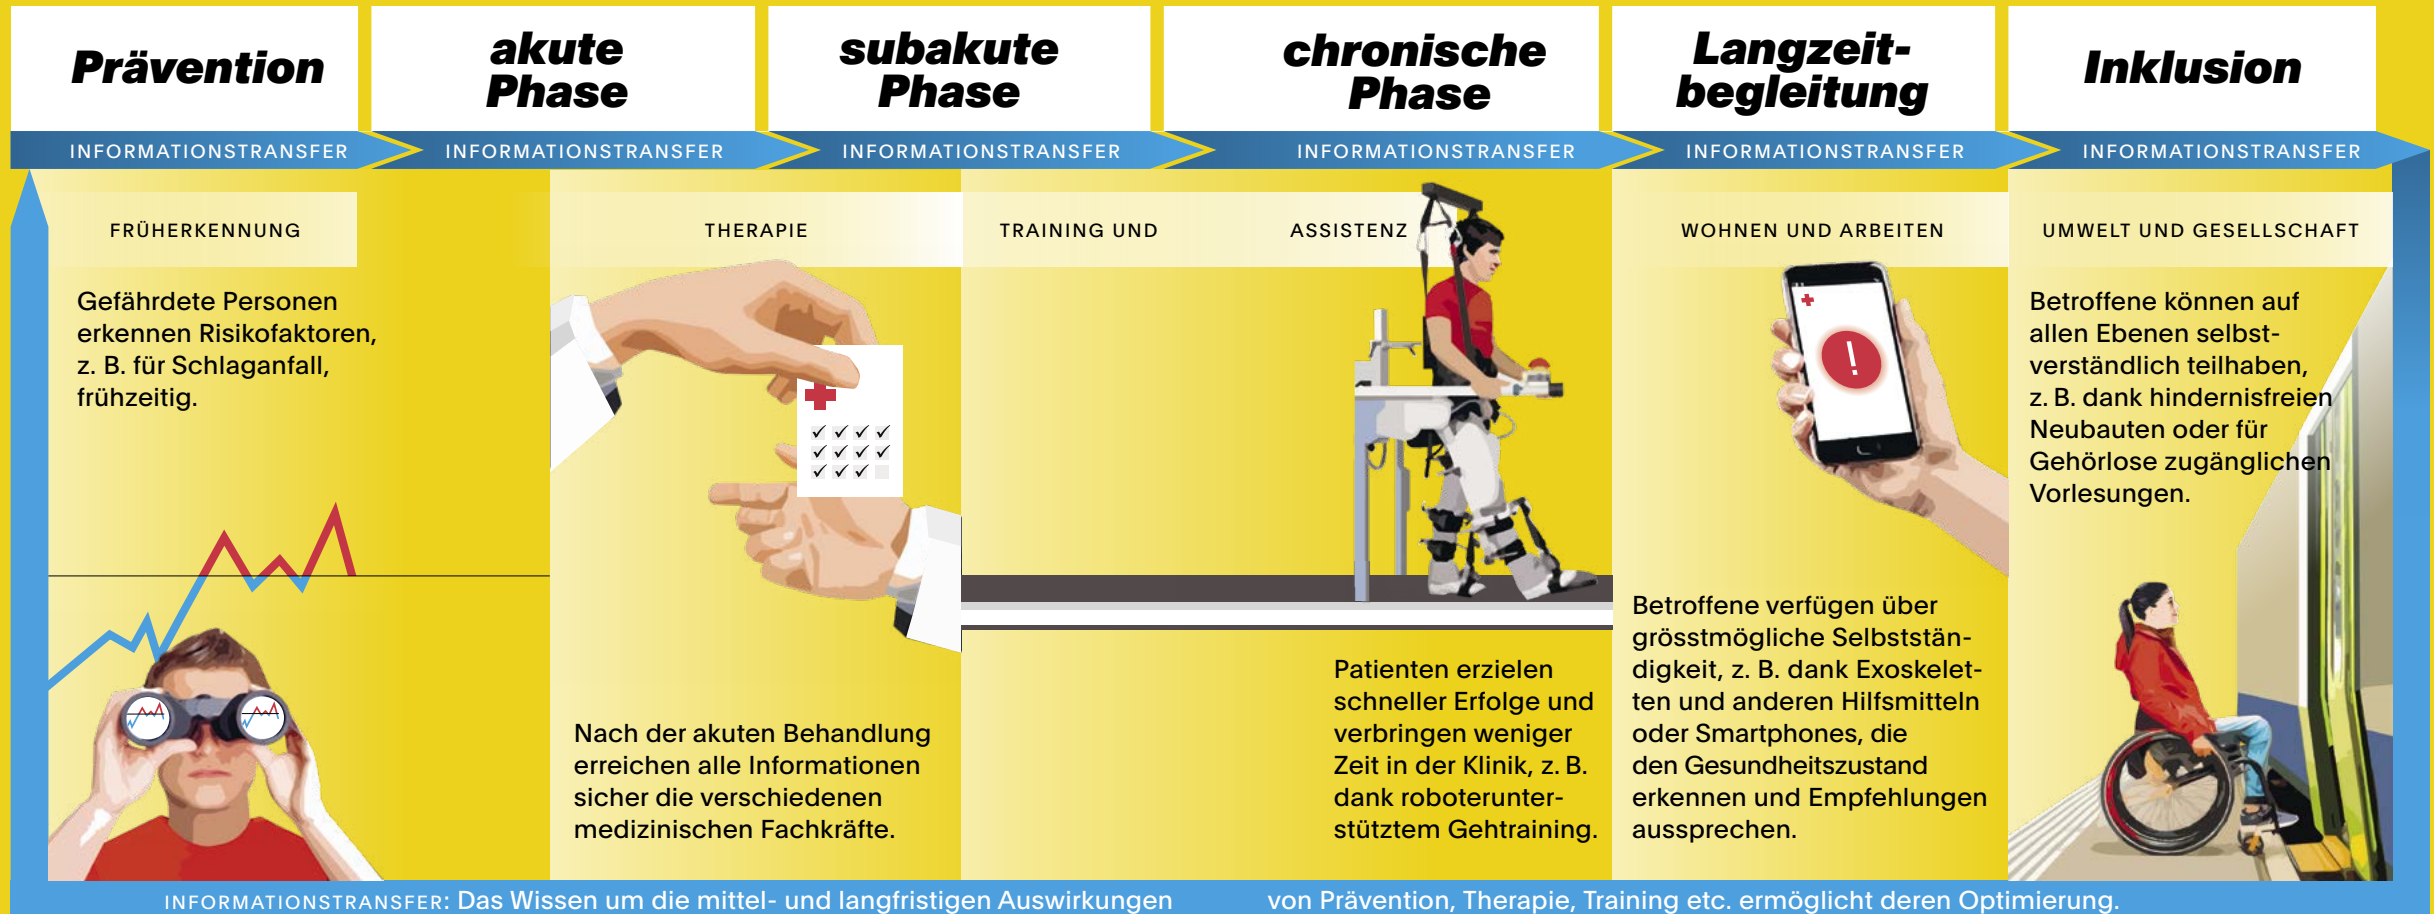 Prävention
akute
Phase
subakute
Phase
chronische
Phase
Langzeit-
begleitung
Inklusion
INFORMATIONSTRANSFER
INFORMATIONSTRANSFER
INFORMATIONSTRANSFER
INFORMATIONSTRANSFER
INFORMATIONSTRANSFER
INFORMATIONSTRANSFER
FRÜHERKENNUNG
Gefährdete Personen
erkennen Risikofaktoren,
z. B. für Schlaganfall,
frühzeitig.
THERAPIE
Nach der akuten Behandlung
erreichen alle Informationen
sicher die verschiedenen
medizinischen Fachkräfte.
TRAINING UND ASSISTENZ
Patienten erzielen
schneller Erfolge und
verbringen weniger
Zeit in der Klinik, z. B.
dank roboterunter-
stütztem Gehtraining.
WOHNEN UND ARBEITEN
!
Betroffene verfügen über
grösstmögliche Selbststän-
digkeit, z. B. dank Exoskelet-
ten und anderen Hilfsmitteln
oder Smartphones, die
den Gesundheitszustand
erkennen und Empfehlungen
aussprechen.
UMWELT UND GESELLSCHAFT
Betroffene können auf
allen Ebenen selbst-
verständlich teilhaben,
z. B. dank hindernisfreien
Neubauten oder für
Gehörlose zugänglichen
Vorlesungen.
INFORMATIONSTRANSFER: Das Wissen um die mittel- und langfristigen Auswirkungen von Prävention, Therapie, Training etc. ermöglicht deren Optimierung.